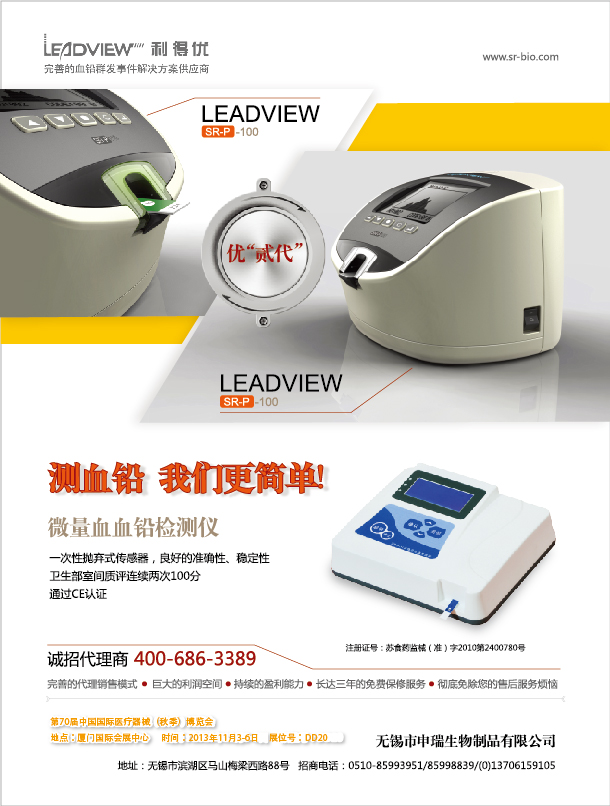 LEADVIEW 利得优
完善的血铅群发事件解决方案供应商
www.sr-bio.com
LEADVIEW
SR-P -100
优“贰代”
LEADVIEW
SR-P -100
测血铅 我们更简单!
微量血血铅检测仪
一次性抛弃式传感器，良好的准确性、稳定性
卫生部室间质评连续两次100分
通过CE认证
注册证号：苏食药监械（准）字2010第2400780号
诚招代理商 400-686-3389
完善的代理销售模式 ● 巨大的利润空间 ● 持续的盈利能力 ● 长达三年的免费保修服务 ● 彻底免除您的售后服务烦恼
第70届中国国际医疗器械（秋季）博览会
地点：厦门国际会展中心 时间：2013年11月3-6日 展位号：DD20
无锡市申瑞生物制品有限公司
地址：无锡市滨湖区马山梅梁西路88号 招商电话：0510-85993951/85998839/(0)13706159105